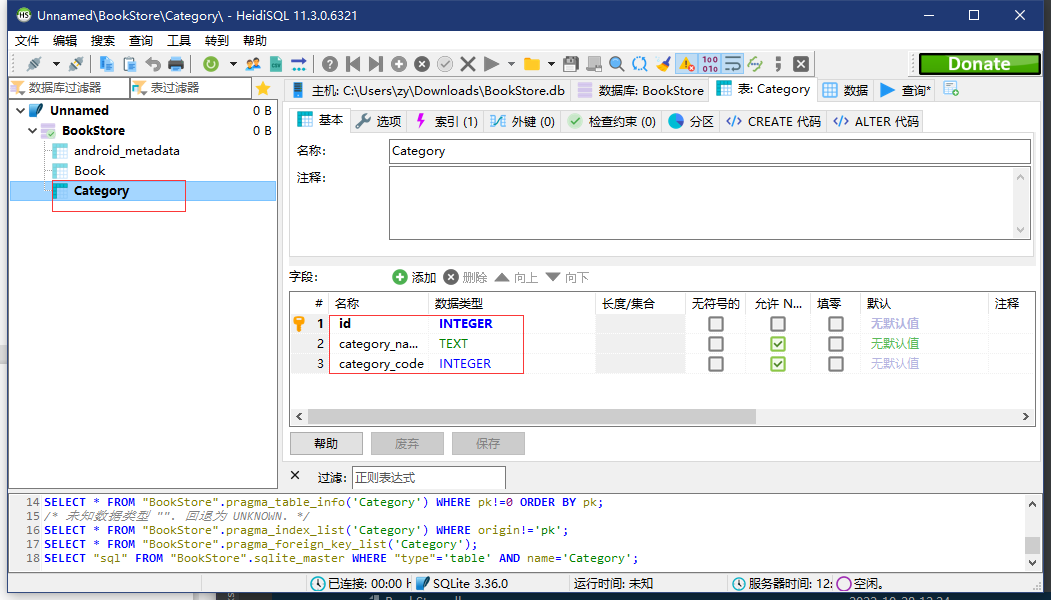 Unnamed\BookStore\Category\ - HeidiSQL 11.3.0.6321
文件 编辑 搜索 查询 工具 转到 帮助
Donate
数据库过滤器 表过滤器
主机: C:\Users\zy\Downloads\BookStore.db 数据库: BookStore 表: Category 数据 查询*
Unnamed 0 B
BookStore 0 B
android_metadata
Book
Category
基本 选项 索引 (1) 外键 (0) 检查约束 (0) 分区 CREATE 代码 ALTER 代码
名称: Category
注释:
字段: 添加 删除 向上 向下
# 名称 数据类型 长度/集合 无符号的 允许 N... 填零 默认 注释
1 id INTEGER 无默认值
2 category_na... TEXT 无默认值
3 category_code INTEGER 无默认值
帮助 废弃 保存
过滤: 正则表达式
14 SELECT * FROM "BookStore".pragma_table_info('Category') WHERE pk!=0 ORDER BY pk;
15 /* 未知数据类型 "". 回退为 UNKNOWN. */
16 SELECT * FROM "BookStore".pragma_index_list('Category') WHERE origin!='pk';
17 SELECT * FROM "BookStore".pragma_foreign_key_list('Category');
18 SELECT "sql" FROM "BookStore".sqlite_master WHERE "type"='table' AND name='Category';
已连接: 00:00 SQLite 3.36.0 运行时间: 未知 服务器时间: 12: 空闲。